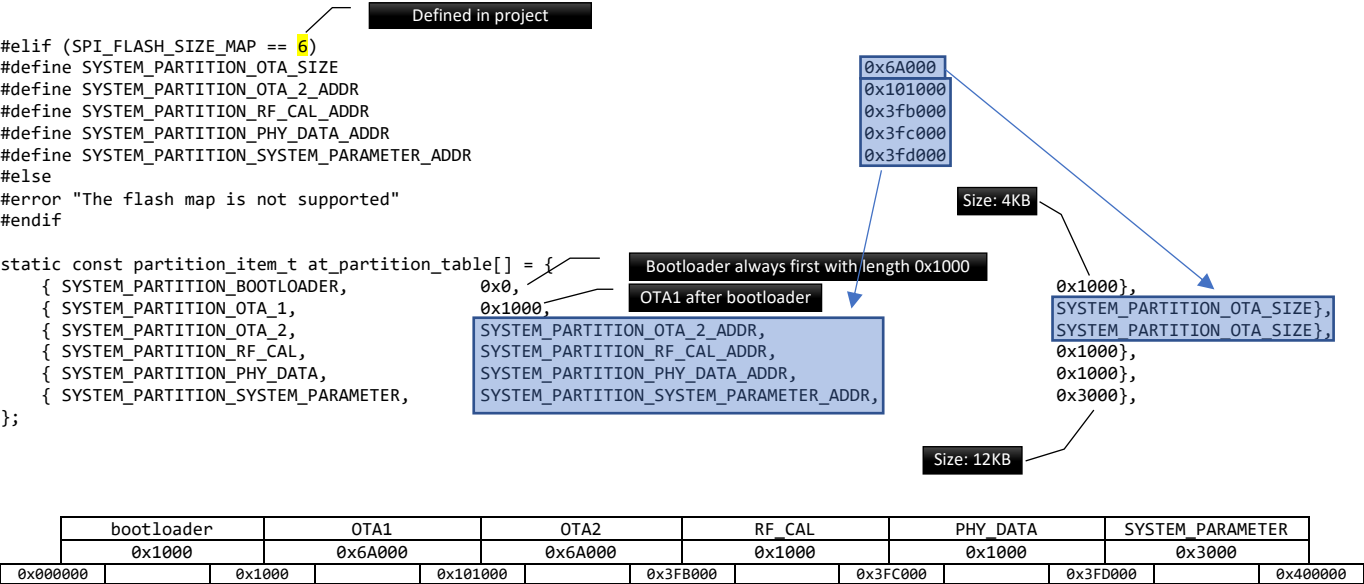 Defined in project
#elif (SPI_FLASH_SIZE_MAP == 6)
#define SYSTEM_PARTITION_OTA_SIZE 0x6A000
#define SYSTEM_PARTITION_OTA_2_ADDR 0x101000
#define SYSTEM_PARTITION_RF_CAL_ADDR 0x3fb000
#define SYSTEM_PARTITION_PHY_DATA_ADDR 0x3fc000
#define SYSTEM_PARTITION_SYSTEM_PARAMETER_ADDR 0x3fd000
#else
#error "The flash map is not supported"
Size: 4KB
#endif
static const partition_item_t at_partition_table[] = {
Bootloader always first with length 0x1000
{ SYSTEM_PARTITION_BOOTLOADER, 0x0, 0x1000},
OTA1 after bootloader
{ SYSTEM_PARTITION_OTA_1, 0x1000, SYSTEM_PARTITION_OTA_SIZE},
{ SYSTEM_PARTITION_OTA_2, SYSTEM_PARTITION_OTA_2_ADDR, SYSTEM_PARTITION_OTA_SIZE},
{ SYSTEM_PARTITION_RF_CAL, SYSTEM_PARTITION_RF_CAL_ADDR, 0x1000},
{ SYSTEM_PARTITION_PHY_DATA, SYSTEM_PARTITION_PHY_DATA_ADDR, 0x1000},
{ SYSTEM_PARTITION_SYSTEM_PARAMETER, SYSTEM_PARTITION_SYSTEM_PARAMETER_ADDR, 0x3000},
};
Size: 12KB
bootloader OTA1 OTA2 RF_CAL PHY_DATA SYSTEM_PARAMETER
0x1000 0x6A000 0x6A000 0x1000 0x1000 0x3000
0x000000 0x1000 0x101000 0x3FB000 0x3FC000 0x3FD000 0x400000